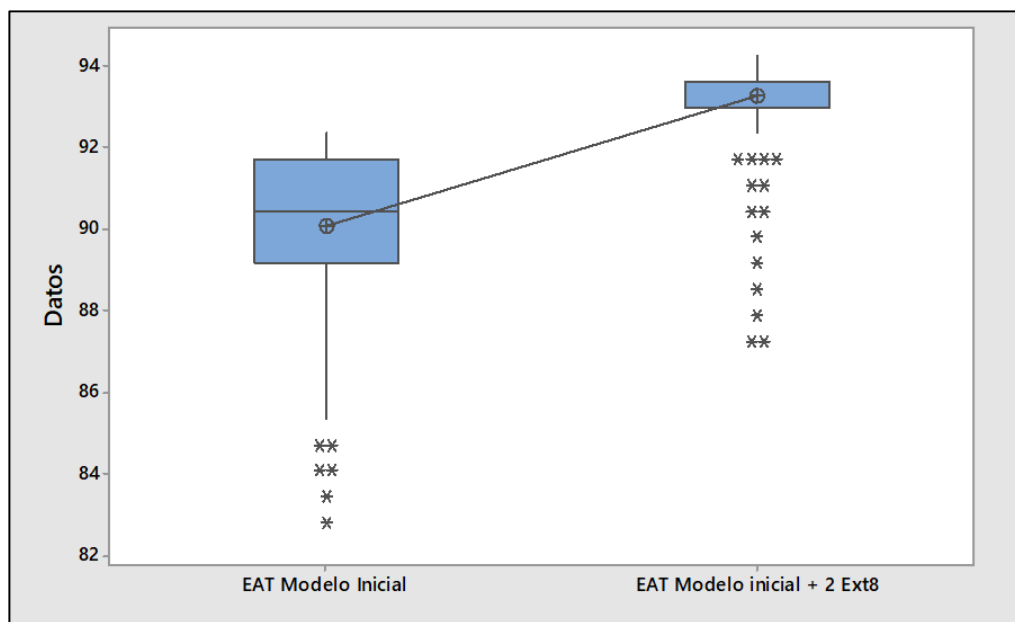 94
92
90
88
86
84
82
Datos
EAT Modelo Inicial
EAT Modelo inicial + 2 Ext8